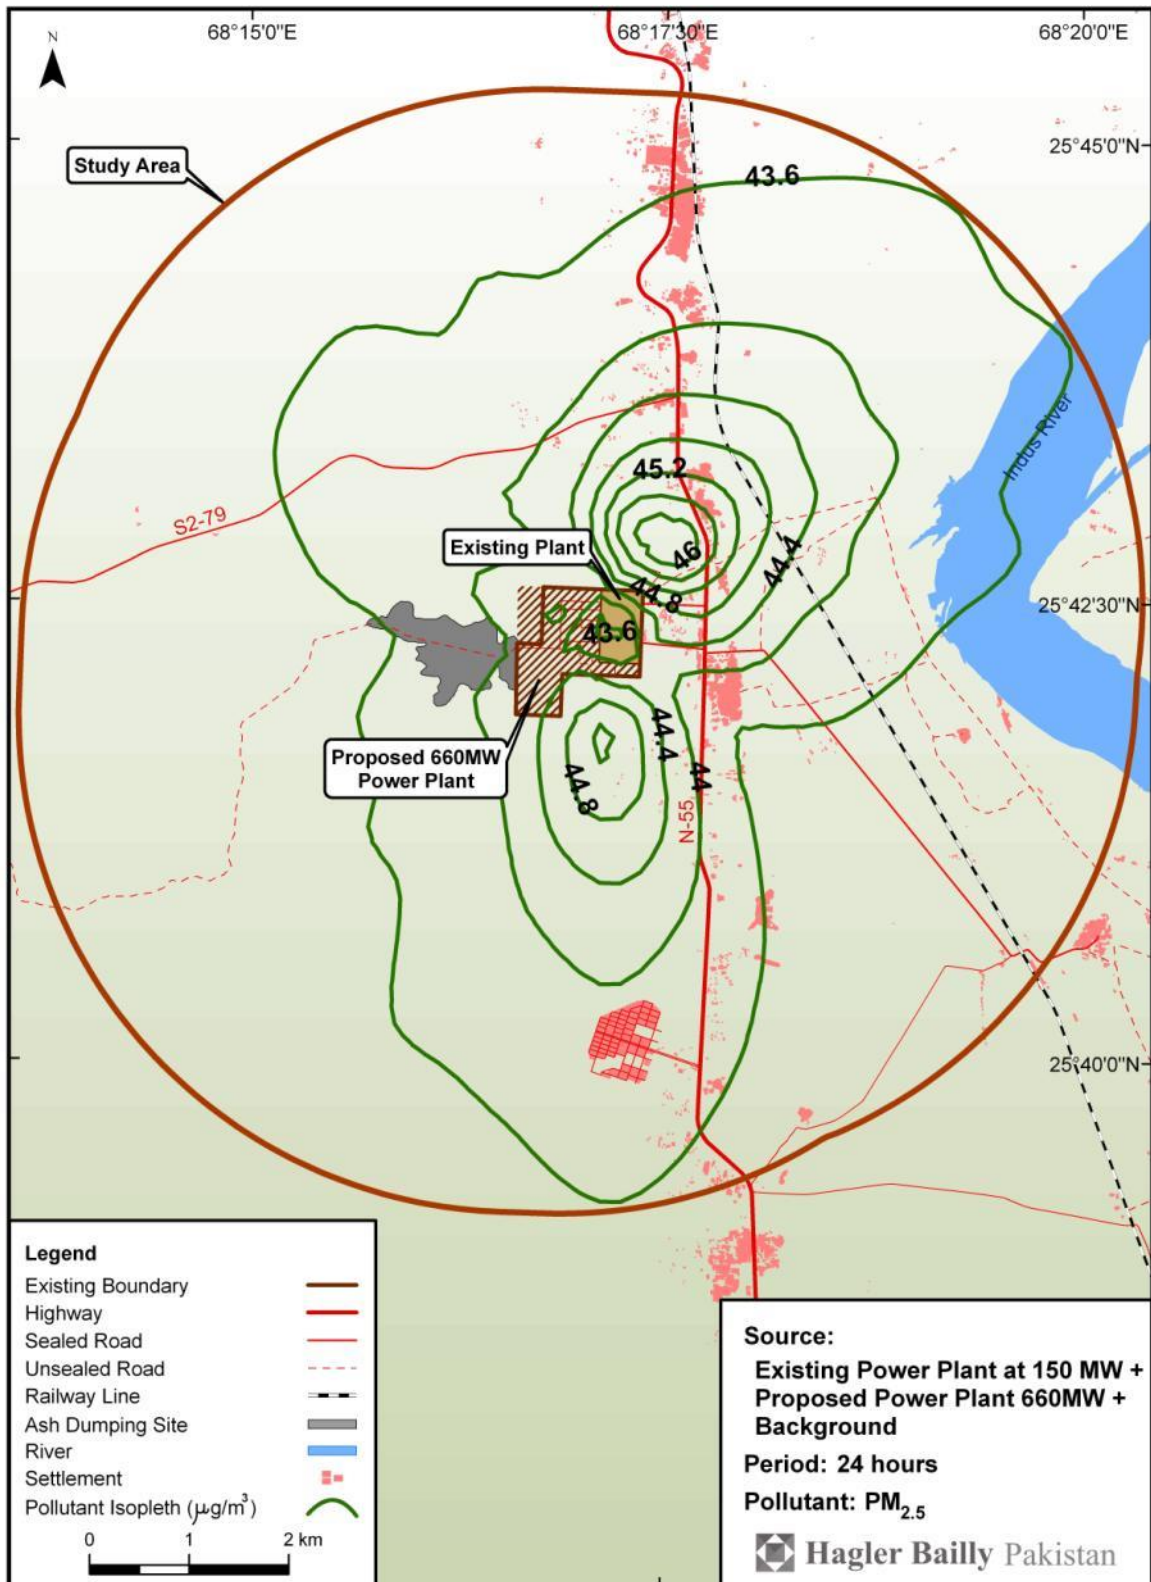 N
68°15'0"E
68°17'30"E
68°20'0"E
25°45'0"N
Study Area
43.6
Indus River
45.2
S2-79
Existing Plant
46
44.4
44.8
25°42'30"N
43.6
44.4
44
Proposed 660MW
Power Plant
44.8
N-55
25°40'0"N
Legend
Existing Boundary
Highway
Sealed Road
Unsealed Road
Railway Line
Ash Dumping Site
River
Settlement
Pollutant Isopleth (μg/m³)
0 1 2 km
Source:
Existing Power Plant at 150 MW +
Proposed Power Plant 660MW +
Background
Period: 24 hours
Pollutant: PM2.5
Hagler Bailly Pakistan